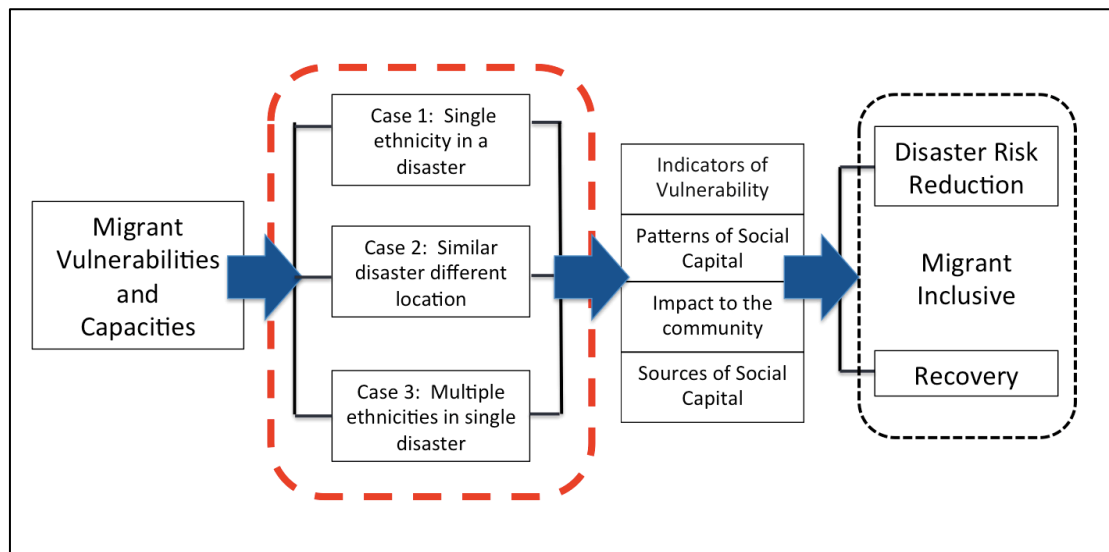 Migrant
Vulnerabilities
and
Capacities
Case 1: Single
ethnicity in a
disaster
Case 2: Similar
disaster different
location
Case 3: Multiple
ethnicities in single
disaster
Indicators of
Vulnerability
Patterns of Social
Capital
Impact to the
community
Sources of Social
Capital
Disaster Risk
Reduction
Migrant
Inclusive
Recovery